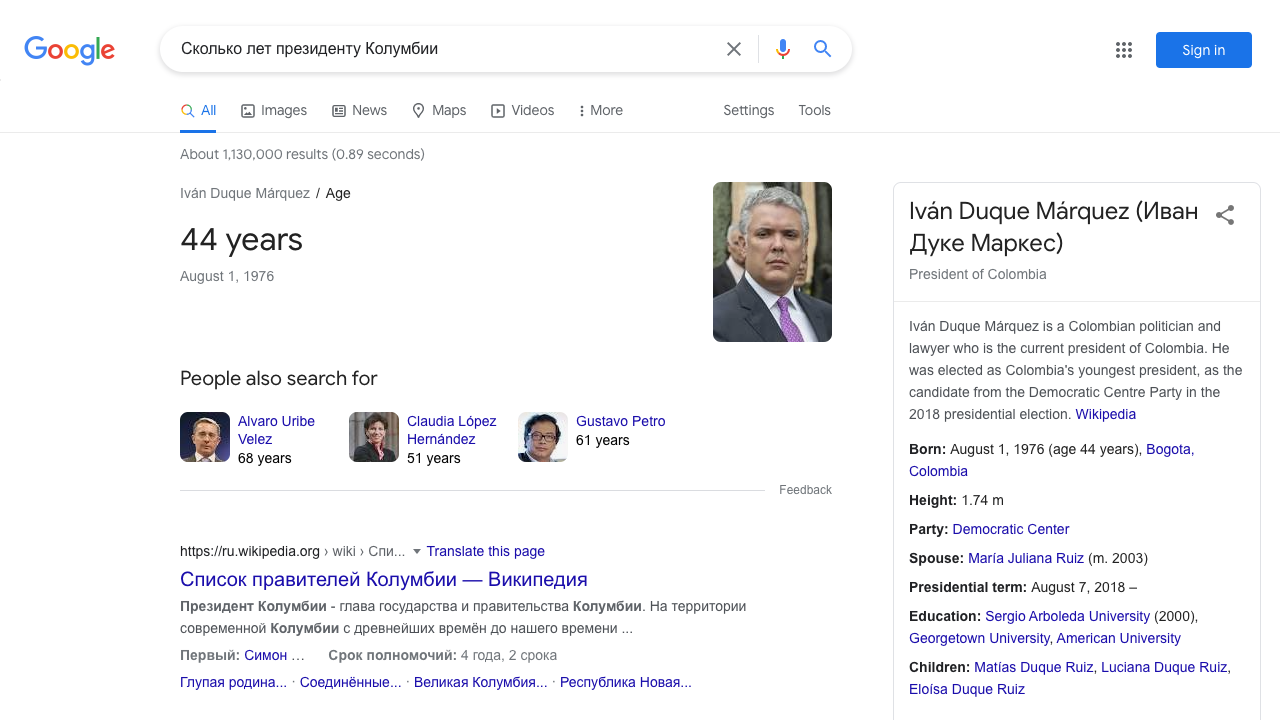 Google
Сколько лет президенту Колумбии
Sign in
All
Images
News
Maps
Videos
More
Settings
Tools
About 1,130,000 results (0.89 seconds)
Iván Duque Márquez / Age
44 years
August 1, 1976
People also search for
Alvaro Uribe
Velez
68 years
Claudia López
Hernández
51 years
Gustavo Petro
61 years
Feedback
https://ru.wikipedia.org › wiki › Спи... Translate this page
Список правителей Колумбии — Википедия
Президент Колумбии - глава государства и правительства Колумбии. На территории
современной Колумбии с древнейших времён до нашего времени ...
Первый: Симон … Срок полномочий: 4 года, 2 срока
Глупая родина... · Соединённые... · Великая Колумбия... · Республика Новая...
Iván Duque Márquez (Иван
Дуке Маркес)
President of Colombia
Iván Duque Márquez is a Colombian politician and
lawyer who is the current president of Colombia. He
was elected as Colombia's youngest president, as the
candidate from the Democratic Centre Party in the
2018 presidential election. Wikipedia
Born: August 1, 1976 (age 44 years), Bogota,
Colombia
Height: 1.74 m
Party: Democratic Center
Spouse: María Juliana Ruiz (m. 2003)
Presidential term: August 7, 2018 –
Education: Sergio Arboleda University (2000),
Georgetown University, American University
Children: Matías Duque Ruiz, Luciana Duque Ruiz,
Eloísa Duque Ruiz